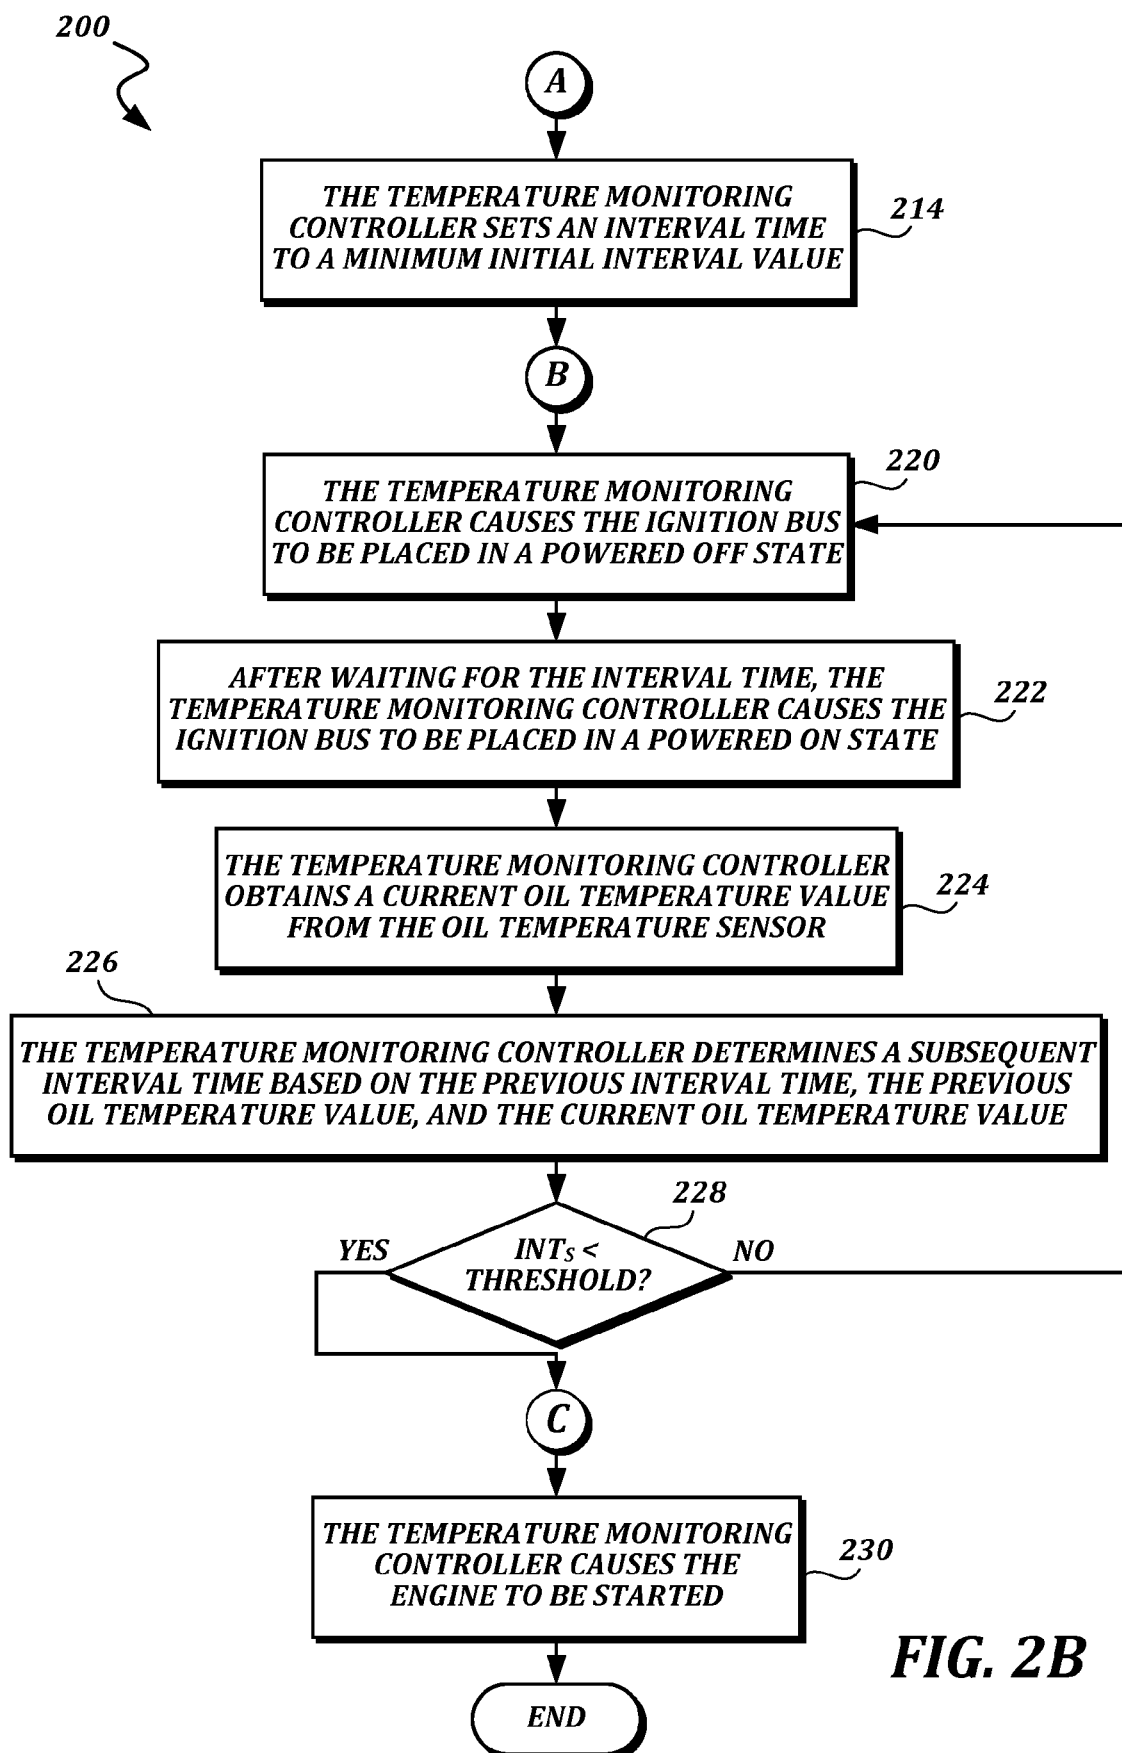 200
A
THE TEMPERATURE MONITORING
CONTROLLER SETS AN INTERVAL TIME
TO A MINIMUM INITIAL INTERVAL VALUE
214
B
220
THE TEMPERATURE MONITORING
CONTROLLER CAUSES THE IGNITION BUS
TO BE PLACED IN A POWERED OFF STATE
AFTER WAITING FOR THE INTERVAL TIME, THE
TEMPERATURE MONITORING CONTROLLER CAUSES THE
IGNITION BUS TO BE PLACED IN A POWERED ON STATE
222
THE TEMPERATURE MONITORING CONTROLLER
OBTAINS A CURRENT OIL TEMPERATURE VALUE
FROM THE OIL TEMPERATURE SENSOR
224
226
THE TEMPERATURE MONITORING CONTROLLER DETERMINES A SUBSEQUENT
INTERVAL TIME BASED ON THE PREVIOUS INTERVAL TIME, THE PREVIOUS
OIL TEMPERATURE VALUE, AND THE CURRENT OIL TEMPERATURE VALUE
228
YES
INTS <
THRESHOLD?
NO
C
THE TEMPERATURE MONITORING
CONTROLLER CAUSES THE
ENGINE TO BE STARTED
230
FIG. 2B
END